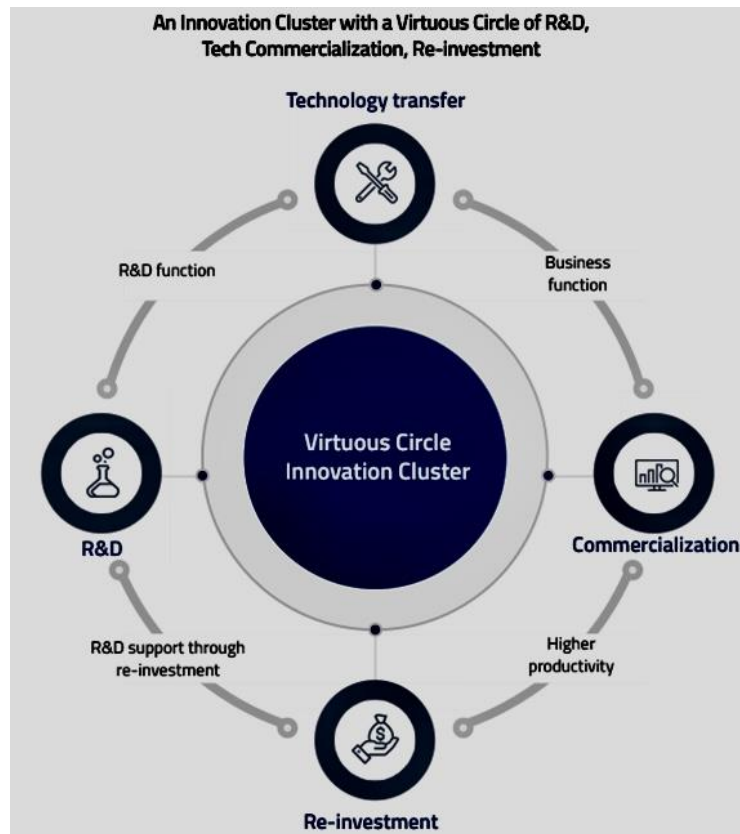 An Innovation Cluster with a Virtuous Circle of R&D,
Tech Commercialization, Re-investment
Technology transfer
R&D function
Business
function
Virtuous Circle
Innovation Cluster
R&D
Commercialization
R&D support through
re-investment
Higher
productivity
Re-investment